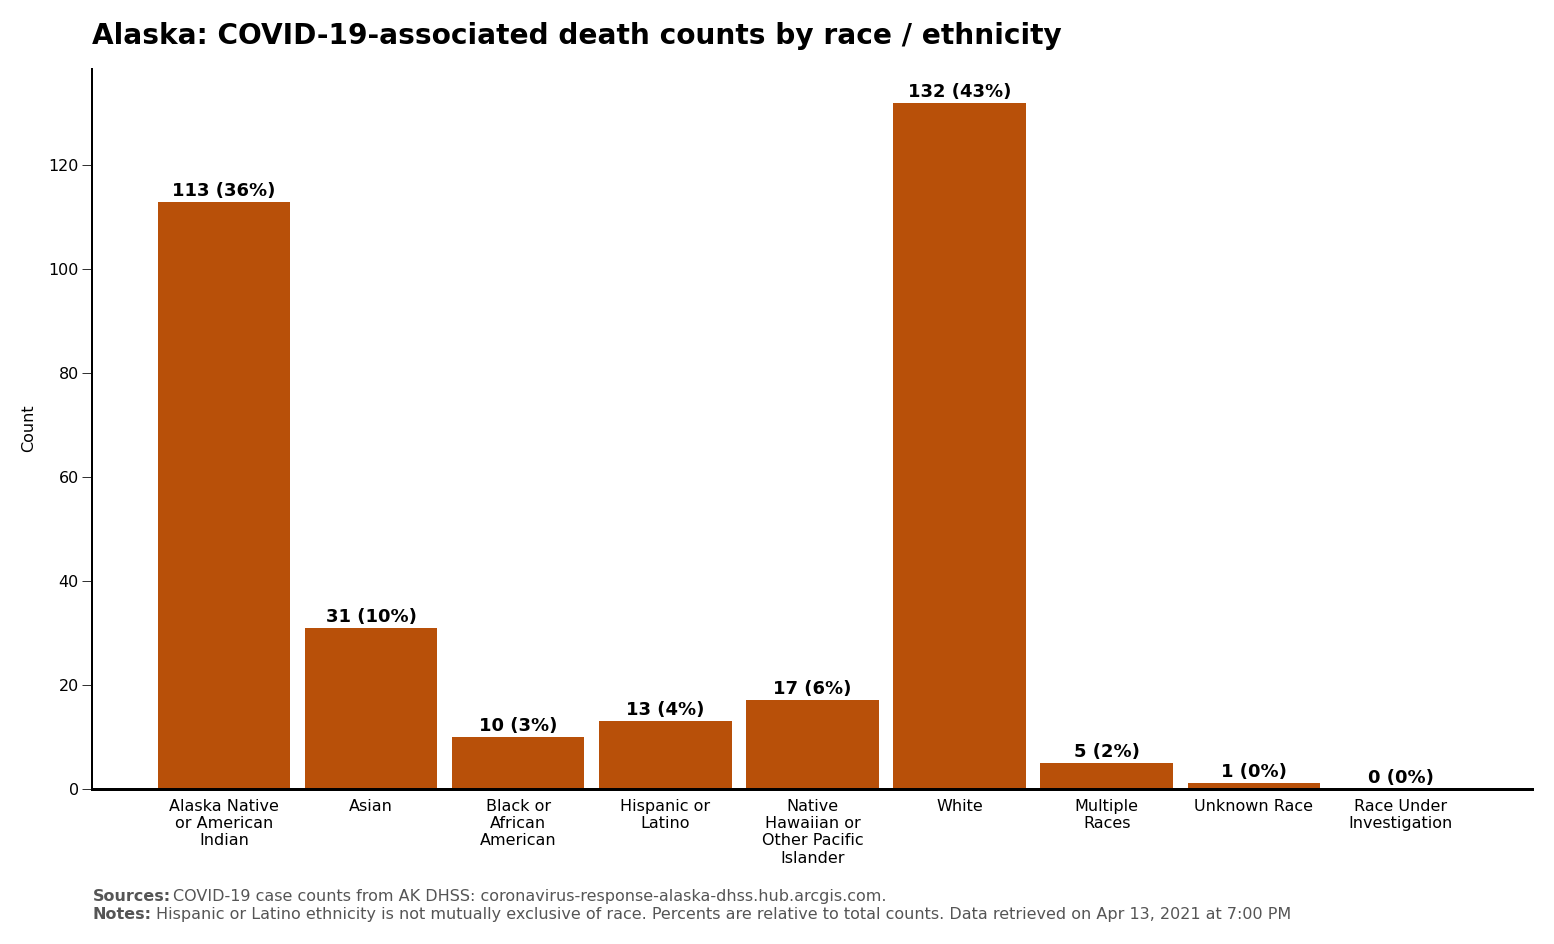 Alaska: COVID-19-associated death counts by race / ethnicity
132 (43%)
120
113 (36%)
100
80
Count
60
40
31 (10%)
20
17 (6%)
13 (4%)
10 (3%)
5 (2%)
1 (0%)
0 (0%)
0
Alaska Native
or American
Indian
Asian
Black or
African
American
Hispanic or
Latino
Native
Hawaiian or
Other Pacific
Islander
White
Multiple
Races
Unknown Race
Race Under
Investigation
Sources: COVID-19 case counts from AK DHSS: coronavirus-response-alaska-dhss.hub.arcgis.com.
Notes: Hispanic or Latino ethnicity is not mutually exclusive of race. Percents are relative to total counts. Data retrieved on Apr 13, 2021 at 7:00 PM